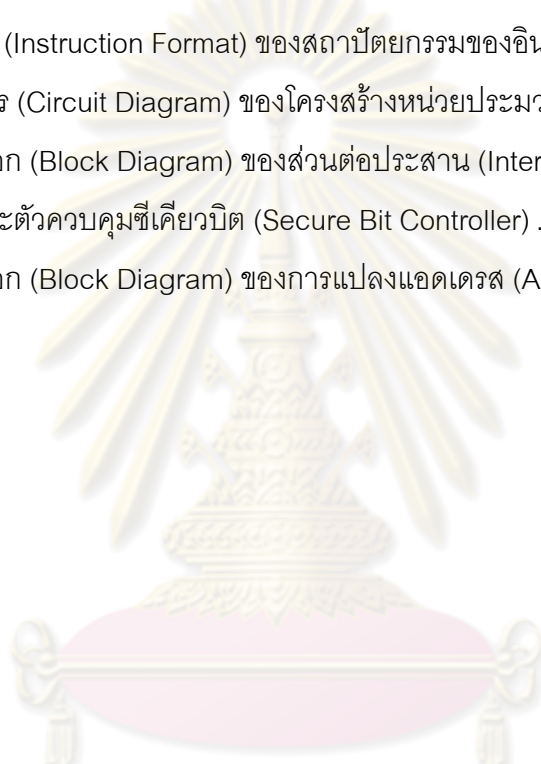 (Instruction Format) ของสถาปัตยกรรมของอิน
ร (Circuit Diagram) ของโครงสร้างหน่วยประมว
อก (Block Diagram) ของส่วนต่อประสาน (Inter
ะตัวควบคุมซีเคียวบิต (Secure Bit Controller) .
อก (Block Diagram) ของการแปลงแอดเดรส (A